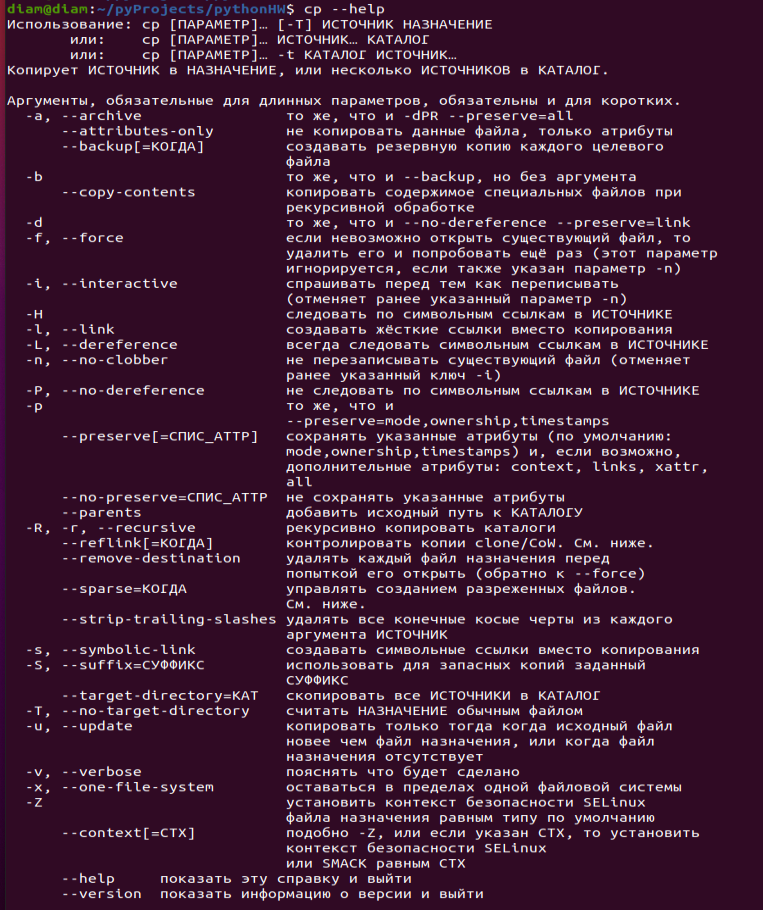 diam@diam:~/pyProjects/pythonHW$ cp --help
Использование: cp [ПАРАМЕТР]… [-T] ИСТОЧНИК НАЗНАЧЕНИЕ
       или:    cp [ПАРАМЕТР]… ИСТОЧНИК… КАТАЛОГ
       или:    cp [ПАРАМЕТР]… -t КАТАЛОГ ИСТОЧНИК…
Копирует ИСТОЧНИК в НАЗНАЧЕНИЕ, или несколько ИСТОЧНИКОВ в КАТАЛОГ.

Аргументы, обязательные для длинных параметров, обязательны и для коротких.
  -a, --archive                то же, что и -dPR --preserve=all
      --attributes-only        не копировать данные файла, только атрибуты
      --backup[=КОГДА]         создавать резервную копию каждого целевого
                               файла
  -b                           то же, что и --backup, но без аргумента
      --copy-contents          копировать содержимое специальных файлов при
                               рекурсивной обработке
  -d                           то же, что и --no-dereference --preserve=link
  -f, --force                  если невозможно открыть существующий файл, то
                               удалить его и попробовать ещё раз (этот параметр
                               игнорируется, если также указан параметр -n)
  -i, --interactive            спрашивать перед тем как переписывать
                               (отменяет ранее указанный параметр -n)
  -H                           следовать по символьным ссылкам в ИСТОЧНИКЕ
  -l, --link                   создавать жёсткие ссылки вместо копирования
  -L, --dereference            всегда следовать символьным ссылкам в ИСТОЧНИКЕ
  -n, --no-clobber             не перезаписывать существующий файл (отменяет
                               ранее указанный ключ -i)
  -P, --no-dereference         не следовать по символьным ссылкам в ИСТОЧНИКЕ
  -p                           то же, что и
                               --preserve=mode,ownership,timestamps
      --preserve[=СПИС_АТТР]   сохранять указанные атрибуты (по умолчанию:
                               mode,ownership,timestamps) и, если возможно,
                               дополнительные атрибуты: context, links, xattr,
                               all
      --no-preserve=СПИС_АТТР  не сохранять указанные атрибуты
      --parents                добавить исходный путь к КАТАЛОГУ
  -R, -r, --recursive          рекурсивно копировать каталоги
      --reflink[=КОГДА]        контролировать копии clone/CoW. См. ниже.
      --remove-destination     удалять каждый файл назначения перед
                               попыткой его открыть (обратно к --force)
      --sparse=КОГДА           управлять созданием разреженных файлов.
                               См. ниже.
      --strip-trailing-slashes удалять все конечные косые черты из каждого
                               аргумента ИСТОЧНИК
  -s, --symbolic-link          создавать символьные ссылки вместо копирования
  -S, --suffix=СУФФИКС         использовать для запасных копий заданный
                               СУФФИКС
      --target-directory=КАТ   скопировать все ИСТОЧНИКИ в КАТАЛОГ
  -T, --no-target-directory    считать НАЗНАЧЕНИЕ обычным файлом
  -u, --update                 копировать только тогда когда исходный файл
                               новее чем файл назначения, или когда файл
                               назначения отсутствует
  -v, --verbose                пояснять что будет сделано
  -x, --one-file-system        оставаться в пределах одной файловой системы
  -Z                           установить контекст безопасности SELinux
                               файла назначения равным типу по умолчанию
      --context[=CTX]          подобно -Z, или если указан CTX, то установить
                               контекст безопасности SELinux
                               или SMACK равным CTX
      --help     показать эту справку и выйти
      --version  показать информацию о версии и выйти